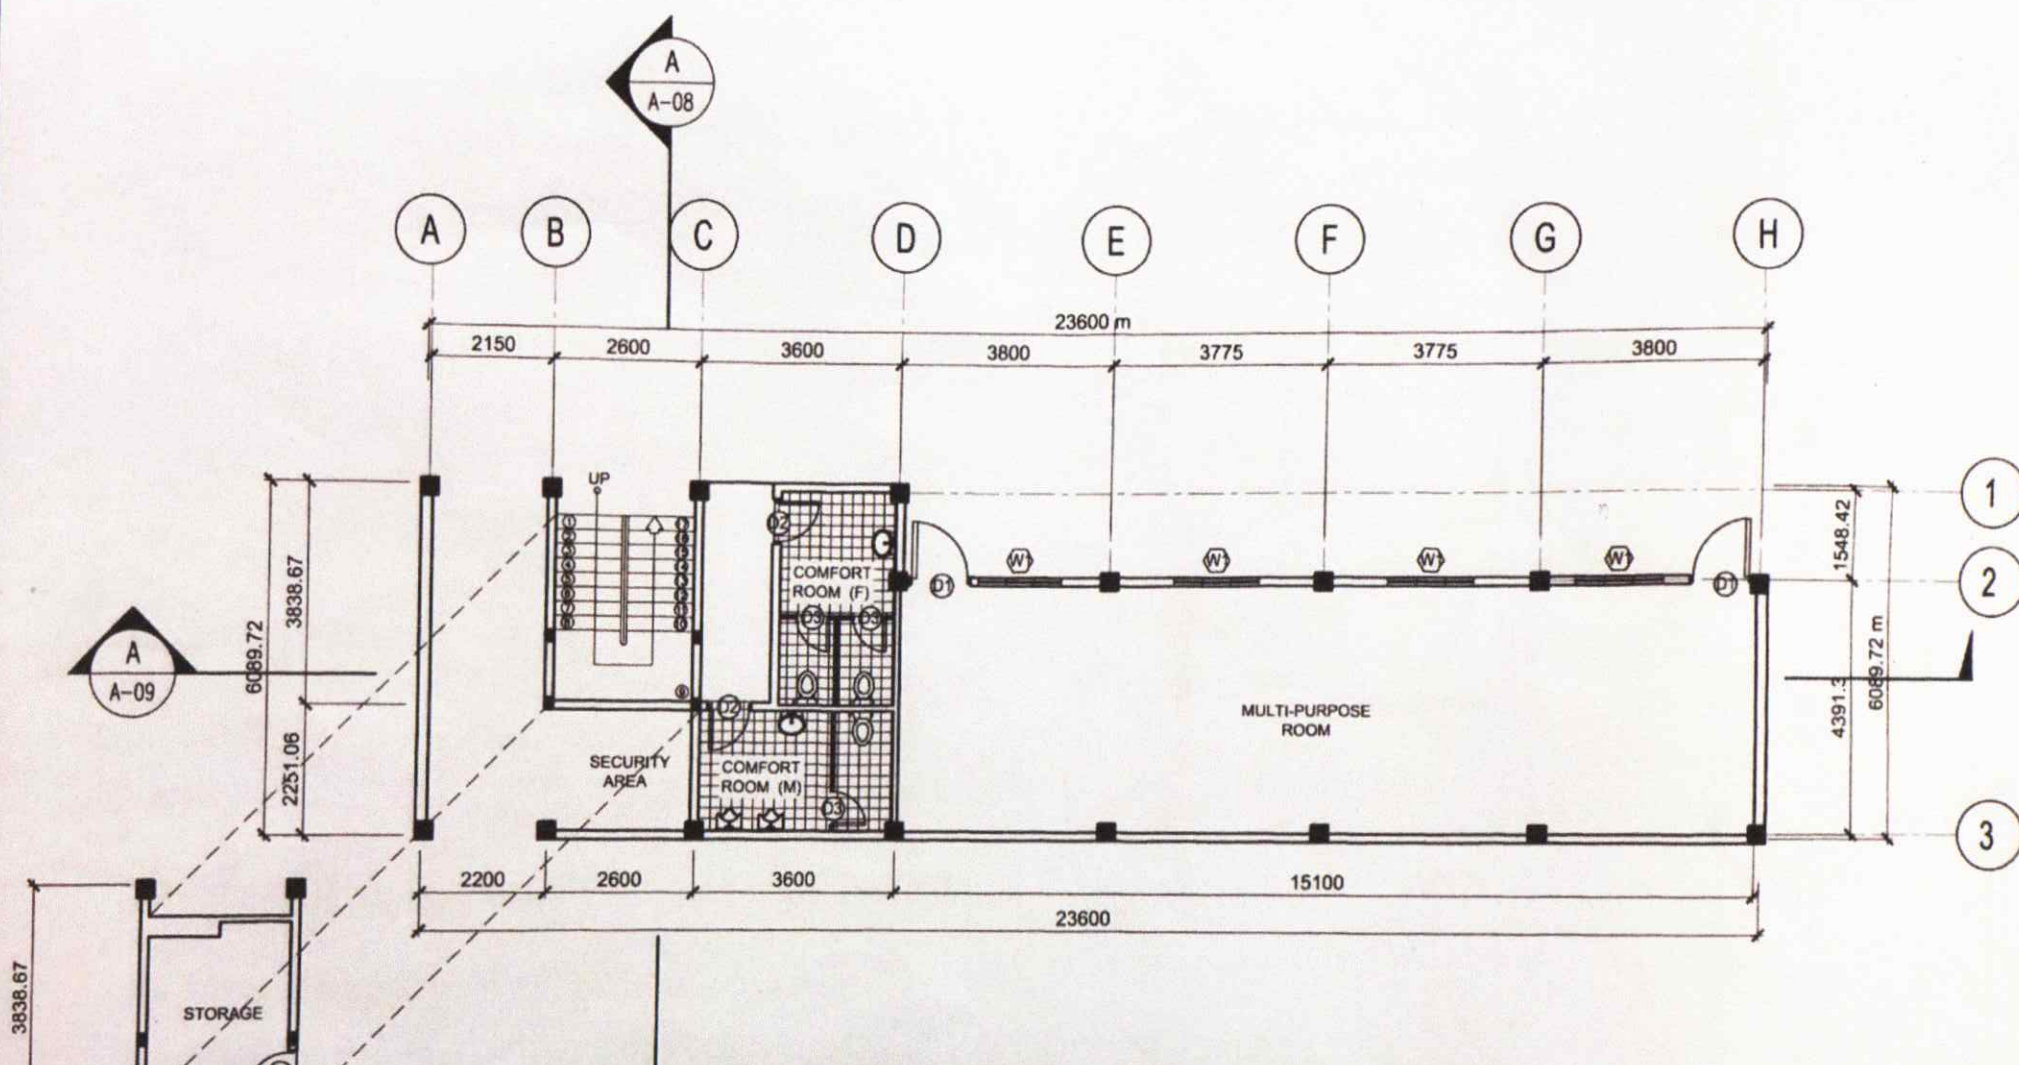 A
A-08
A
B
C
D
E
F
G
H
23600 m
2150
2600
3600
3800
3775
3775
3800
UP
1
D2
W1
W1
W1
W1
1548.42
COMFORT
ROOM (F)
D1
D1
2
3838.67
6089.72
D3
D3
A
A-09
6089.72 m
4391.3
D2
MULTI-PURPOSE
ROOM
2251.06
SECURITY
AREA
COMFORT
ROOM (M)
D3
3
2200
2600
3600
15100
23600
3838.67
STORAGE